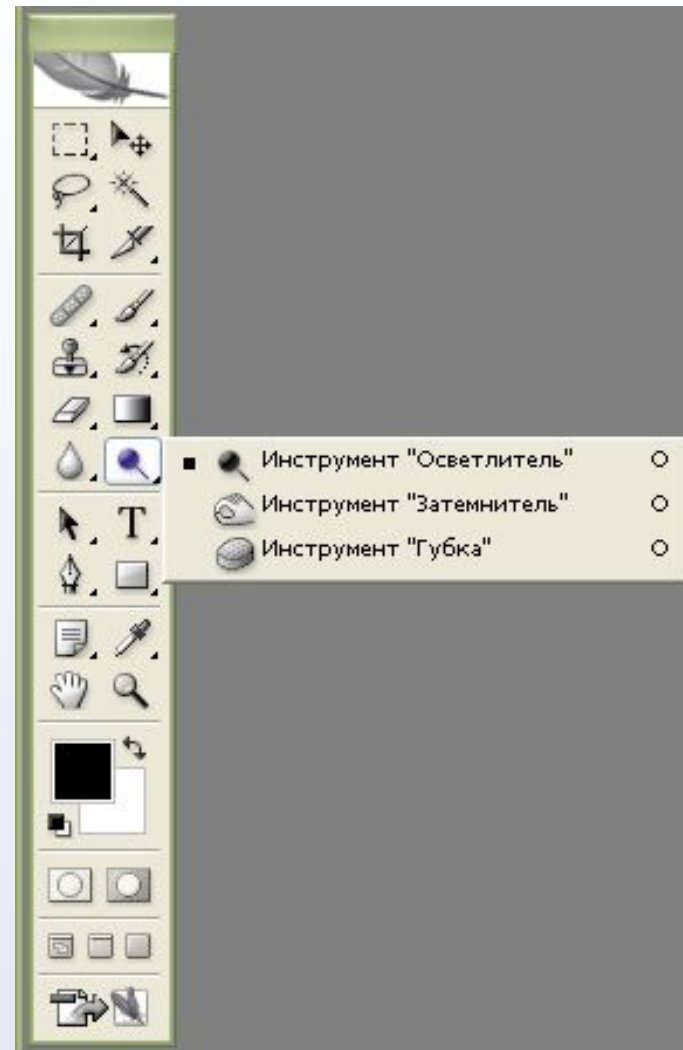 Инструмент "Осветлитель" O
Инструмент "Затемнитель" O
T
Инструмент "Губка" O